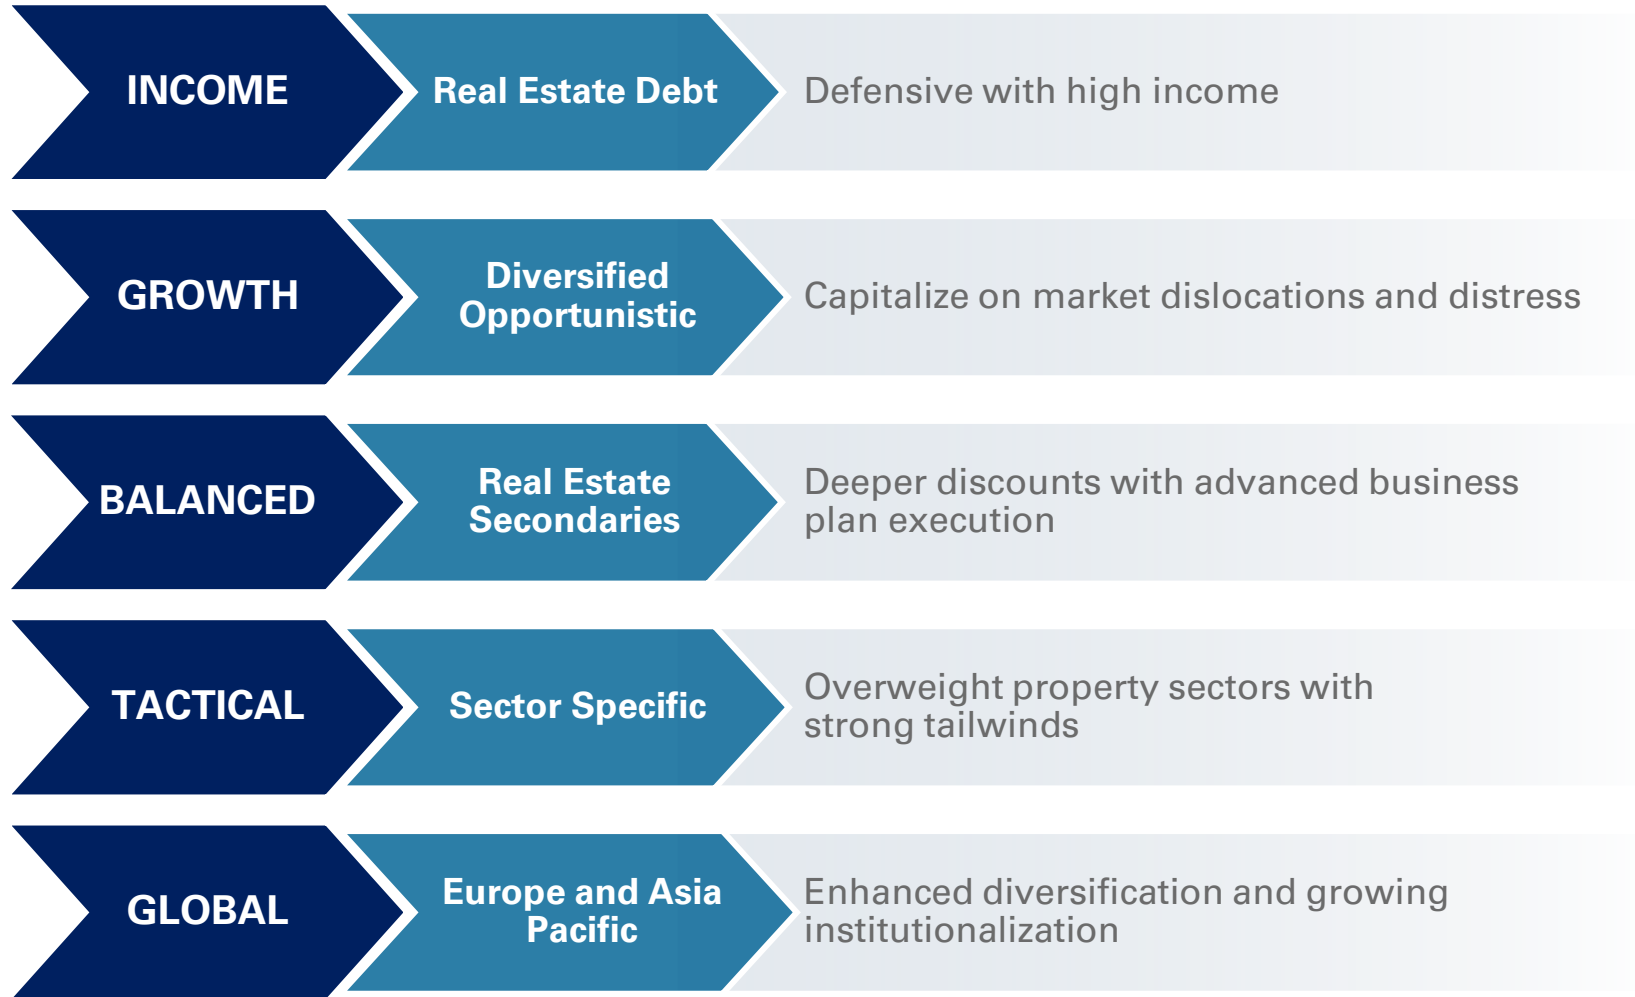 INCOME
Real Estate Debt
Defensive with high income
GROWTH
Diversified
Opportunistic
Capitalize on market dislocations and distress
BALANCED
Real Estate
Secondaries
Deeper discounts with advanced business
plan execution
TACTICAL
Sector Specific
Overweight property sectors with
strong tailwinds
GLOBAL
Europe and Asia
Pacific
Enhanced diversification and growing
institutionalization